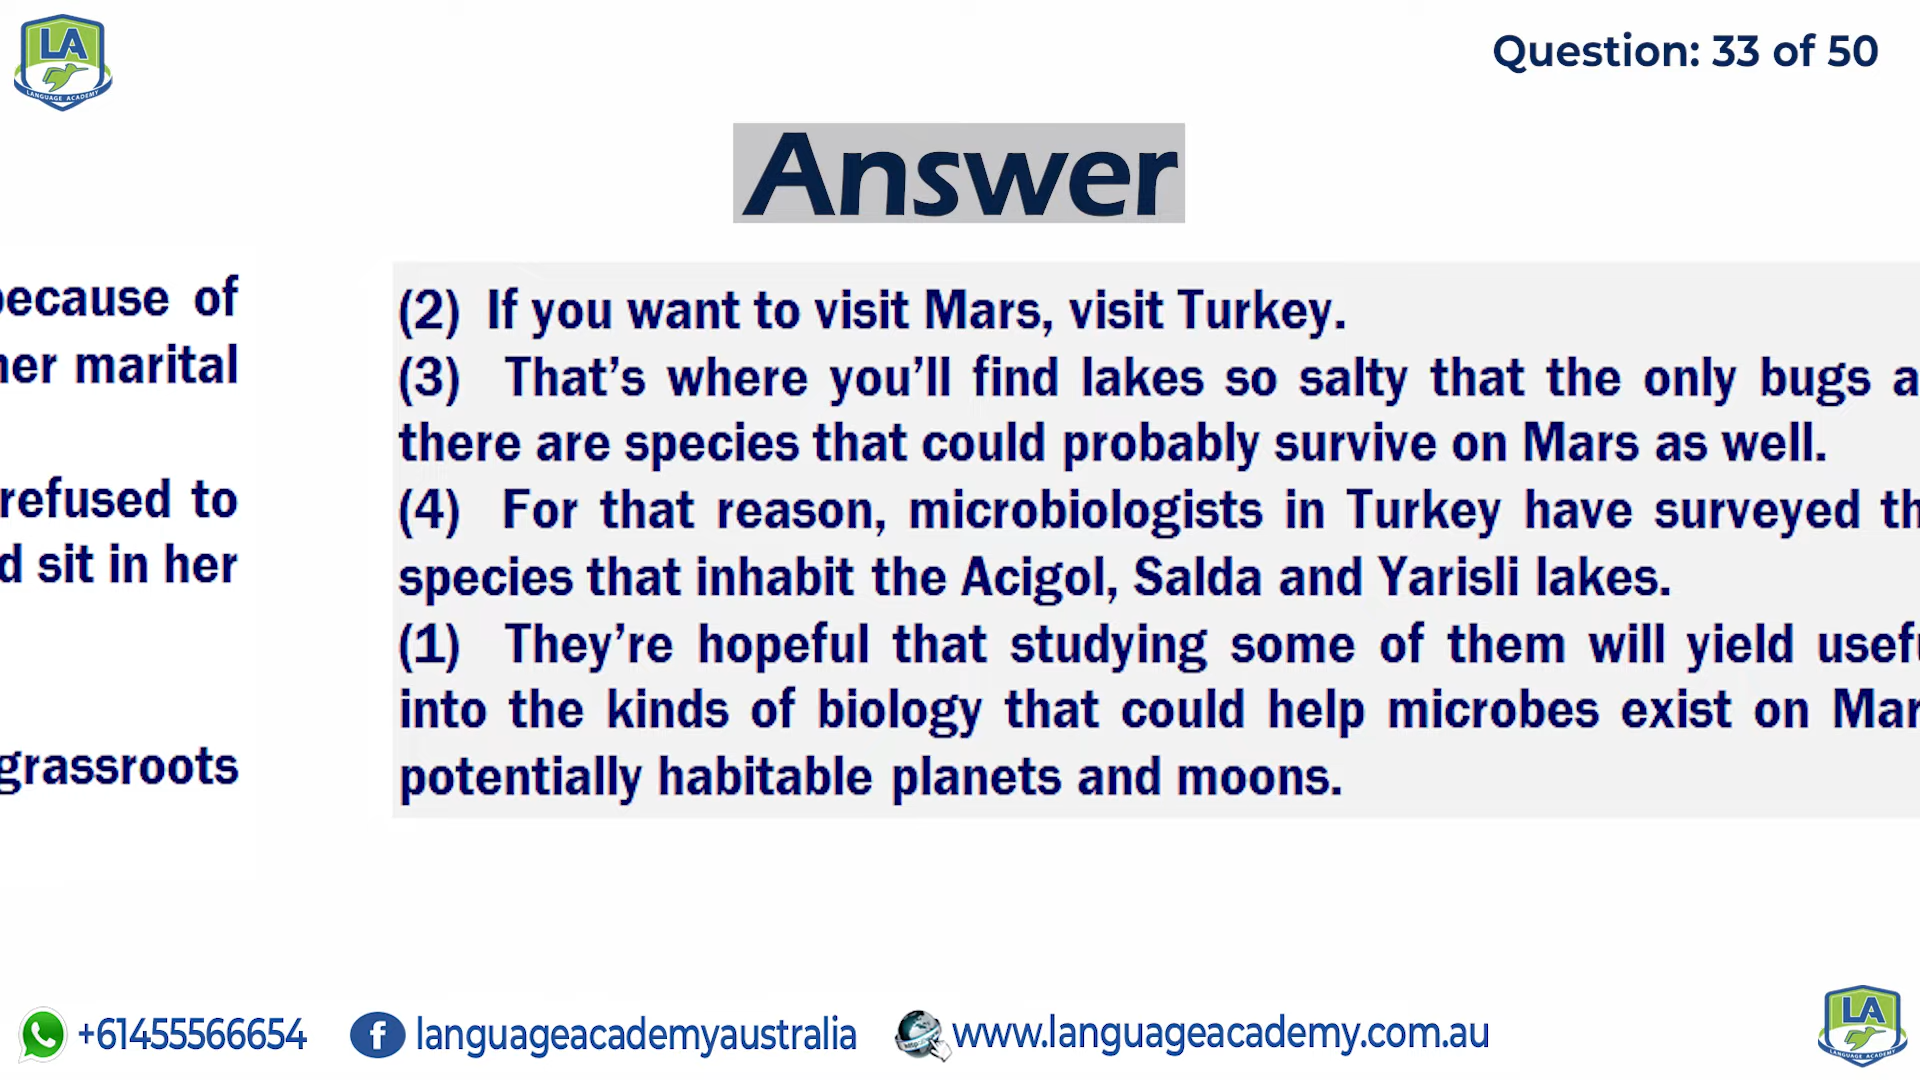 LA
LANGUAGE ACADEMY
Question: 33 of 50
Answer
because of
her marital
refused to
sit in her
grassroots
(2) If you want to visit Mars, visit Turkey.
(3) That’s where you’ll find lakes so salty that the only bugs
there are species that could probably survive on Mars as well.
(4) For that reason, microbiologists in Turkey have surveyed
species that inhabit the Acigol, Salda and Yarisli lakes.
(1) They’re hopeful that studying some of them will yield
into the kinds of biology that could help microbes exist on
potentially habitable planets and moons.
+61455566654
languageacademyaustralia
www.languageacademy.com.au
LA
LANGUAGE ACADEMY